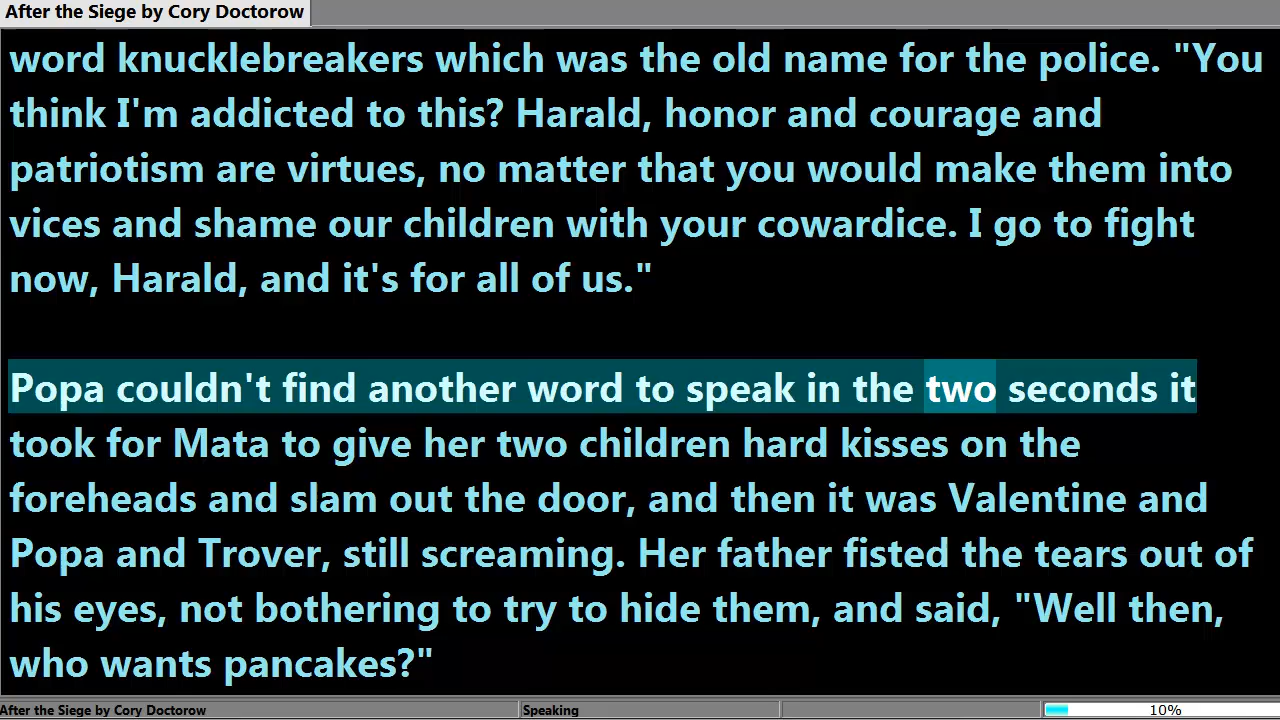 After the Siege by Cory Doctorow
word knucklebreakers which was the old name for the police. "You
think I'm addicted to this? Harald, honor and courage and
patriotism are virtues, no matter that you would make them into
vices and shame our children with your cowardice. I go to fight
now, Harald, and it's for all of us."
Popa couldn't find another word to speak in the two seconds it
took for Mata to give her two children hard kisses on the
foreheads and slam out the door, and then it was Valentine and
Popa and Trover, still screaming. Her father fisted the tears out of
his eyes, not bothering to try to hide them, and said, "Well then,
who wants pancakes?"
After the Siege by Cory Doctorow Speaking 10%